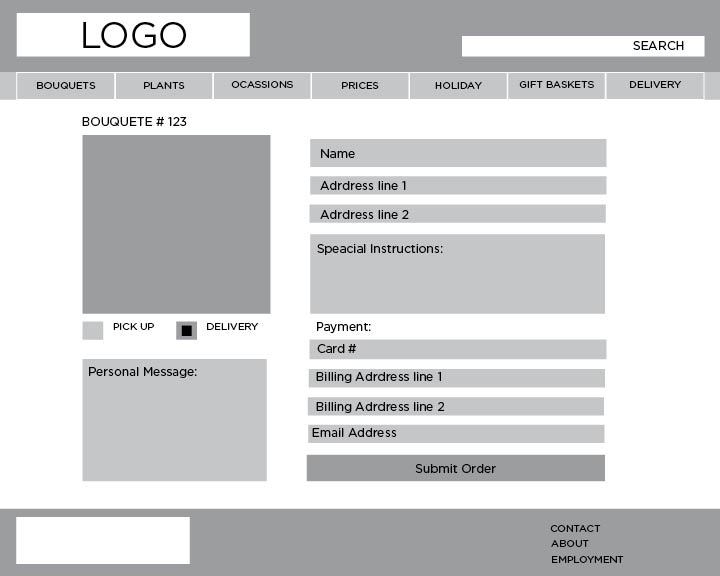 LOGO
SEARCH
BOUQUETS
PLANTS
OCASSIONS
PRICES
HOLIDAY
GIFT BASKETS
DELIVERY
BOUQUETE # 123
PICK UP
DELIVERY
Personal Message:
Name
Adrdress line 1
Adrdress line 2
Speacial Instructions:
Payment:
Card #
Billing Adrdress line 1
Billing Adrdress line 2
Email Address
Submit Order
CONTACT
ABOUT
EMPLOYMENT